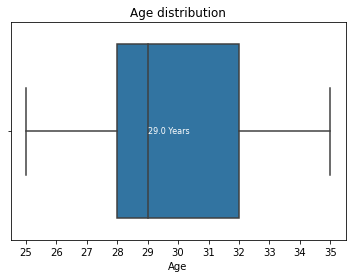 Age distribution
29.0 Years
25 26 27 28 29 30 31 32 33 34 35
Age